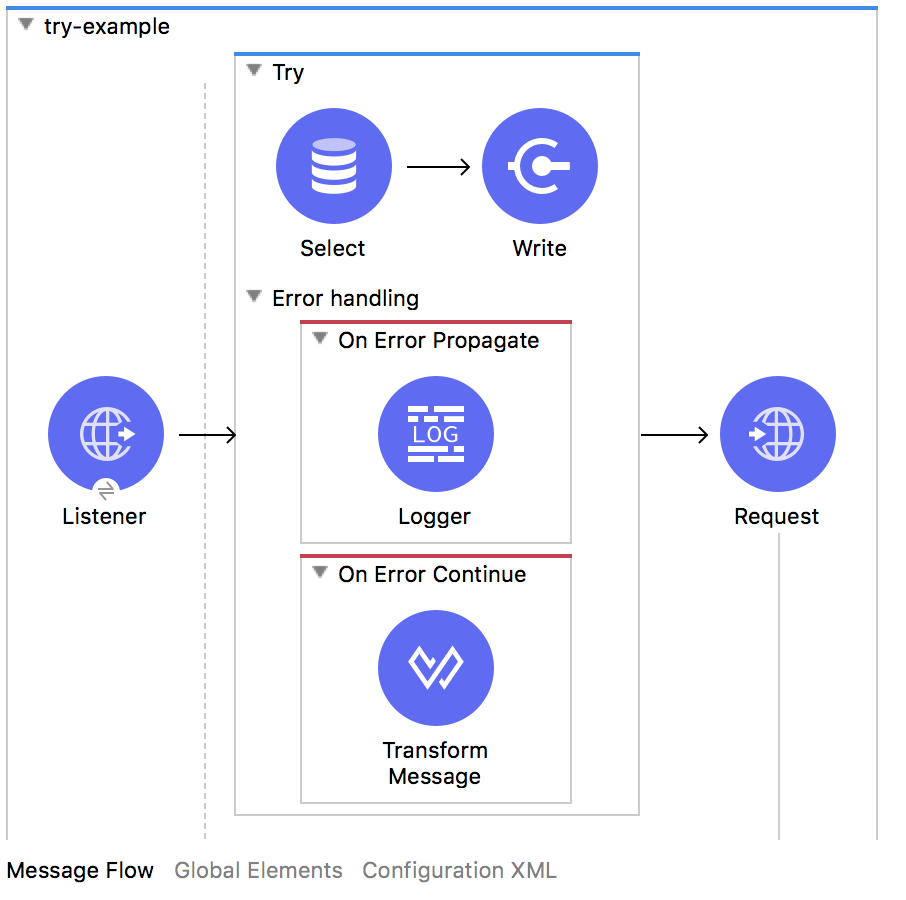 try-example
Try
Select
Write
Error handling
On Error Propagate
LOG
Logger
Listener
Request
On Error Continue
Transform
Message
Message Flow Global Elements Configuration XML